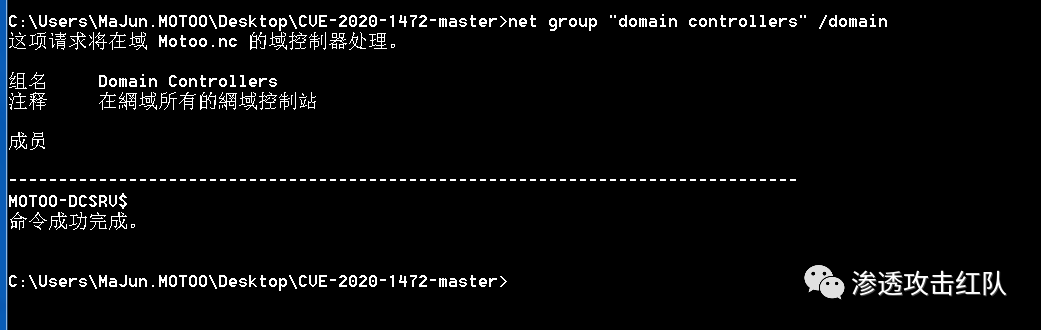 C:\Users\MaJun.MOTOO\Desktop\CVE-2020-1472-master>net group "domain controllers" /domain
这项请求将在域 Motoo.nc 的域控制器处理。
组名 Domain Controllers
注释 在網域所有的網域控制站
成员
-------------------------------------------------------------------------------
MOTOO-DCSRV$
命令成功完成。
C:\Users\MaJun.MOTOO\Desktop\CVE-2020-1472-master>
渗透攻击红队